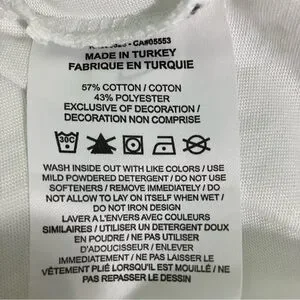 CA#05553
MADE IN TURKEY
FABRIQUE EN TURQUIE
57% COTTON / COTON
43% POLYESTER
EXCLUSIVE OF DECORATION /
DECORATION NON COMPRISE
30C
WASH INSIDE OUT WITH LIKE COLORS / USE
MILD POWDERED DETERGENT / DO NOT USE
SOFTENERS / REMOVE IMMEDIATELY / DO
NOT ALLOW TO LAY ON ITSELF WHEN WET /
DO NOT IRON DESIGN
LAVER A L'ENVERS AVEC COULEURS
SIMILAIRES / UTILISER UN DETERGENT DOUX
EN POUDRE / NE PAS UTILISER
D'ADOUCISSEUR / ENLEVER
IMMEDIATEMENT / NE PAS LAISSER LE
VÊTEMENT PLIÉ LORSQU'IL EST MOUILLÉ / NE
PAS REPASSER LE DESSIN